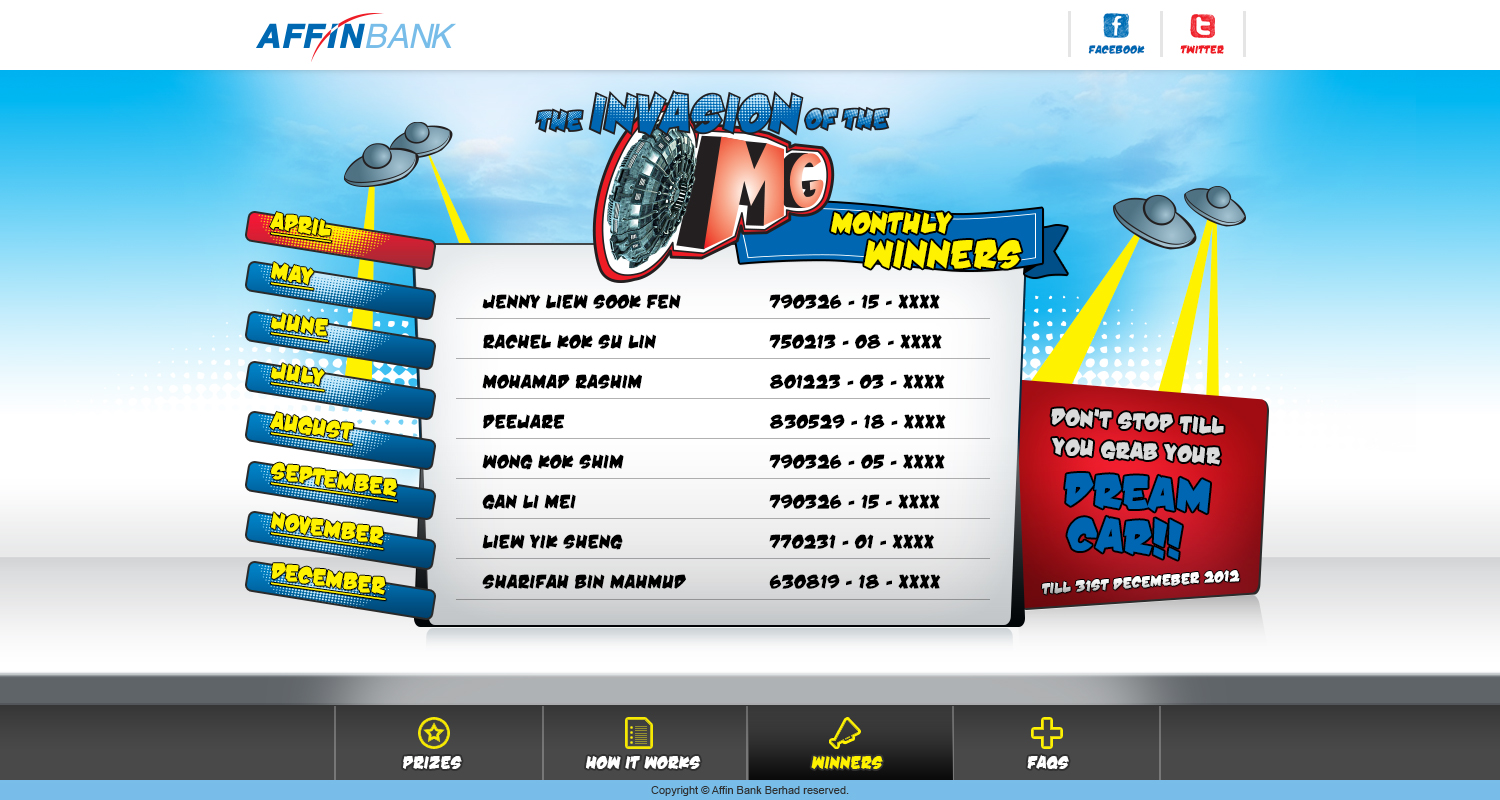 AFFINBANK
FACEBOOK
TWITTER
THE INVASION OF THE
MG
MONTHLY
WINNERS
APRIL
MAY
JUNE
JULY
AUGUST
SEPTEMBER
NOVEMBER
DECEMBER
JENNY LIEW SOOK FEN 790326 - 15 - XXXX
RACHEL KOK SU LIN 750213 - 08 - XXXX
MOHAMAD RASHIM 801223 - 03 - XXXX
DEEJARE 830529 - 18 - XXXX
WONG KOK SHIM 790326 - 05 - XXXX
GAN LI MEI 790326 - 15 - XXXX
LIEW YIK SHENG 770231 - 01 - XXXX
SHARIFAH BIN MAHMUD 630819 - 18 - XXXX
DON'T STOP TILL
YOU GRAB YOUR
DREAM
CAR!!
TILL 31ST DECEMEBER 2012
PRIZES
HOW IT WORKS
WINNERS
FAQS
Copyright © Affin Bank Berhad reserved.